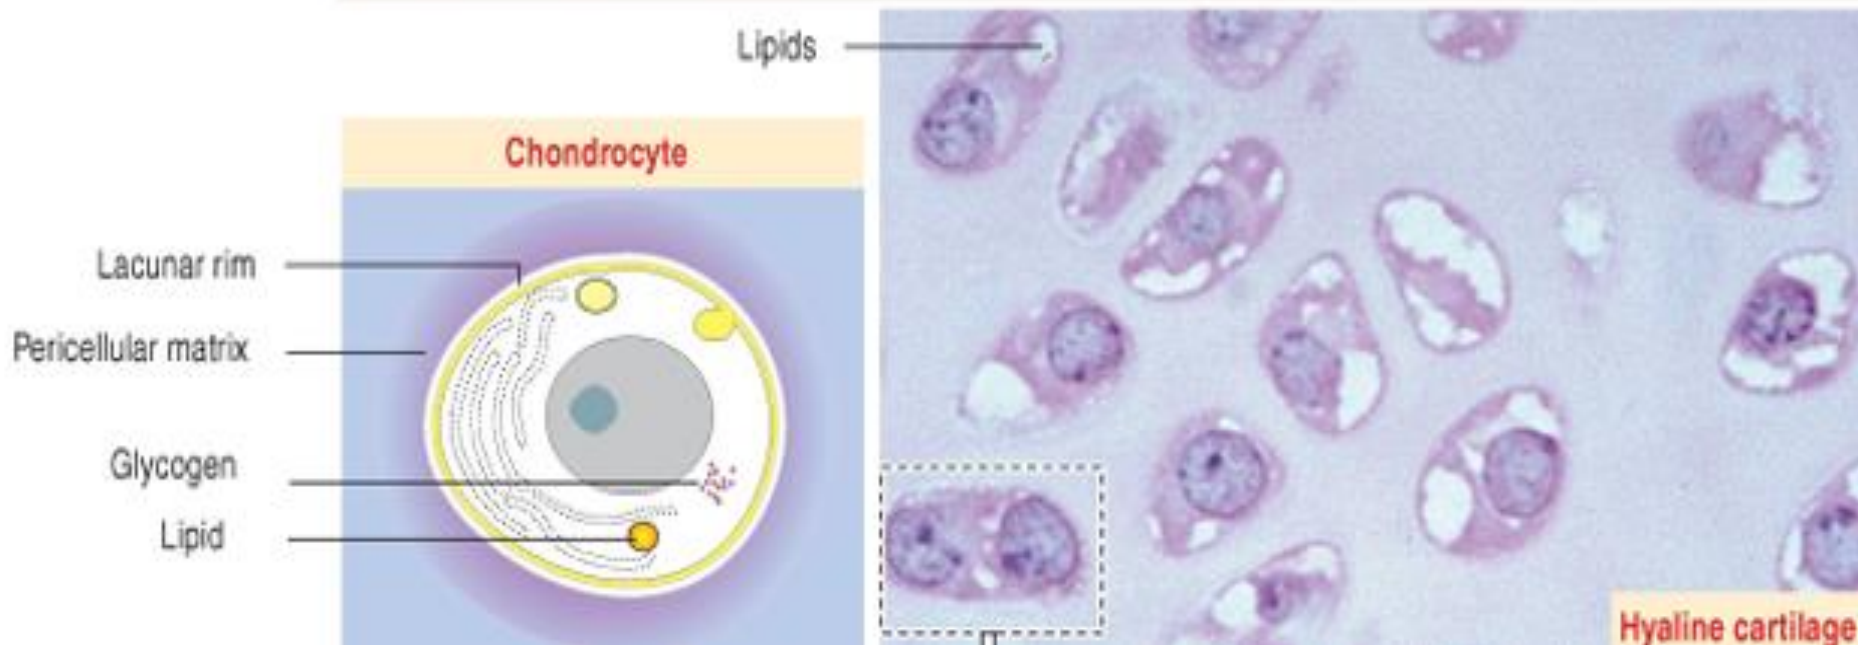 Lipids
Chondrocyte
Lacunar rim
Pericellular matrix
Glycogen
Lipid
Hyaline cartilage